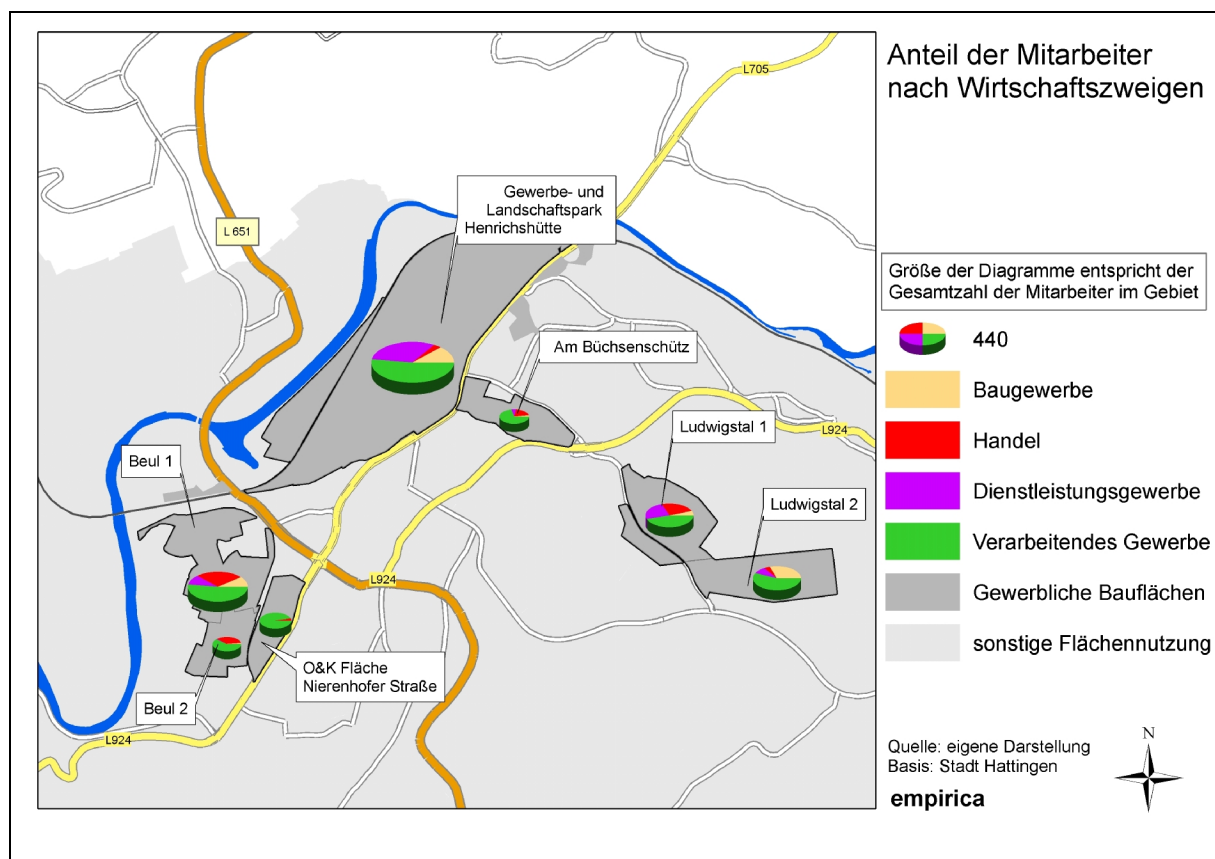 Anteil der Mitarbeiter
nach Wirtschaftszweigen
L705
Gewerbe- und
Landschaftspark
Henrichshütte
L 651
Größe der Diagramme entspricht der
Gesamtzahl der Mitarbeiter im Gebiet
440
Am Büchsenschütz
Baugewerbe
Ludwigstal 1
L924
Handel
Beul 1
Dienstleistungsgewerbe
Ludwigstal 2
Verarbeitendes Gewerbe
L924
Gewerbliche Bauflächen
sonstige Flächennutzung
O&K Fläche
Nierenhofer Straße
Beul 2
L924
N
Quelle: eigene Darstellung
Basis: Stadt Hattingen
empirica